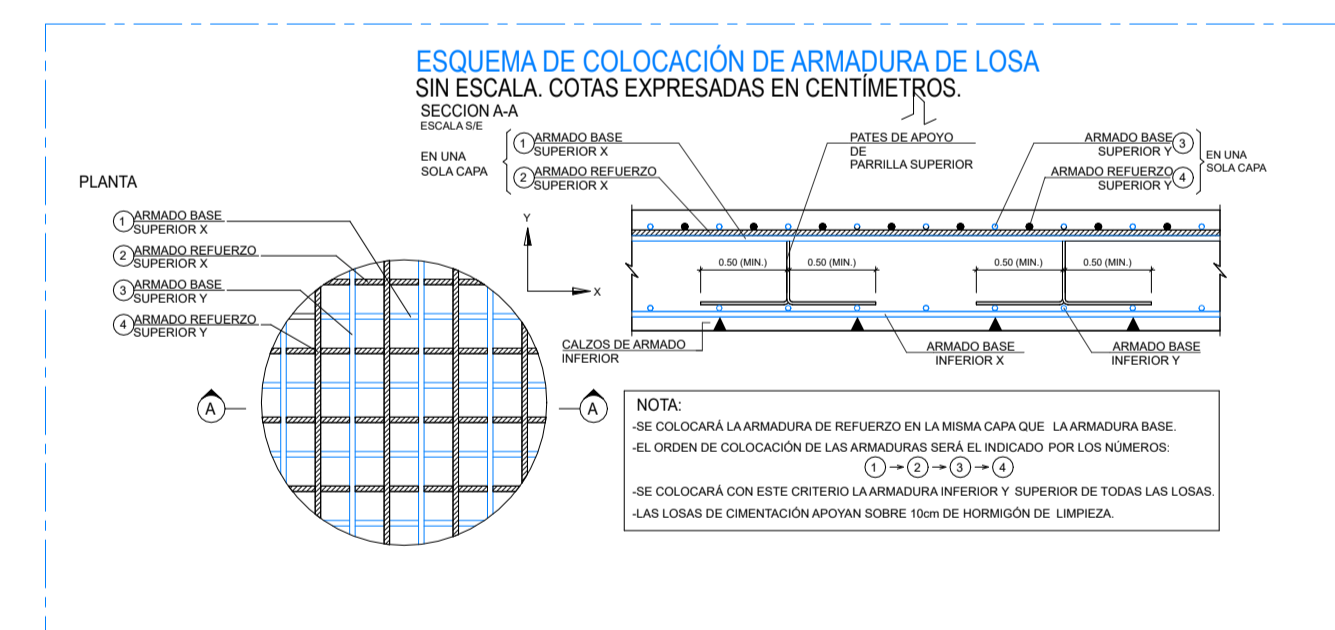 ESQUEMA DE COLOCACIÓN DE ARMADURA DE LOSA
SIN ESCALA. COTAS EXPRESADAS EN CENTÍMETROS.
SECCION A-A
ESCALA S/E
EN UNA
SOLA CAPA
1 ARMADO BASE
SUPERIOR X
2 ARMADO REFUERZO
SUPERIOR X
PATES DE APOYO
DE
PARRILLA SUPERIOR
ARMADO BASE 3
SUPERIOR Y
ARMADO REFUERZO 4
SUPERIOR Y
EN UNA
SOLA CAPA
PLANTA
1 ARMADO BASE
SUPERIOR X
2 ARMADO REFUERZO
SUPERIOR X
3 ARMADO BASE
SUPERIOR Y
4 ARMADO REFUERZO
SUPERIOR Y
A
A
Y
X
0.50 (MIN.) 0.50 (MIN.) 0.50 (MIN.) 0.50 (MIN.)
CALZOS DE ARMADO
INFERIOR
ARMADO BASE
INFERIOR X
ARMADO BASE
INFERIOR Y
NOTA:
-SE COLOCARÁ LA ARMADURA DE REFUERZO EN LA MISMA CAPA QUE LA ARMADURA BASE.
-EL ORDEN DE COLOCACIÓN DE LAS ARMADURAS SERÁ EL INDICADO POR LOS NÚMEROS:
1 → 2 → 3 → 4
-SE COLOCARÁ CON ESTE CRITERIO LA ARMADURA INFERIOR Y SUPERIOR DE TODAS LAS LOSAS.
-LAS LOSAS DE CIMENTACIÓN APOYAN SOBRE 10cm DE HORMIGÓN DE LIMPIEZA.